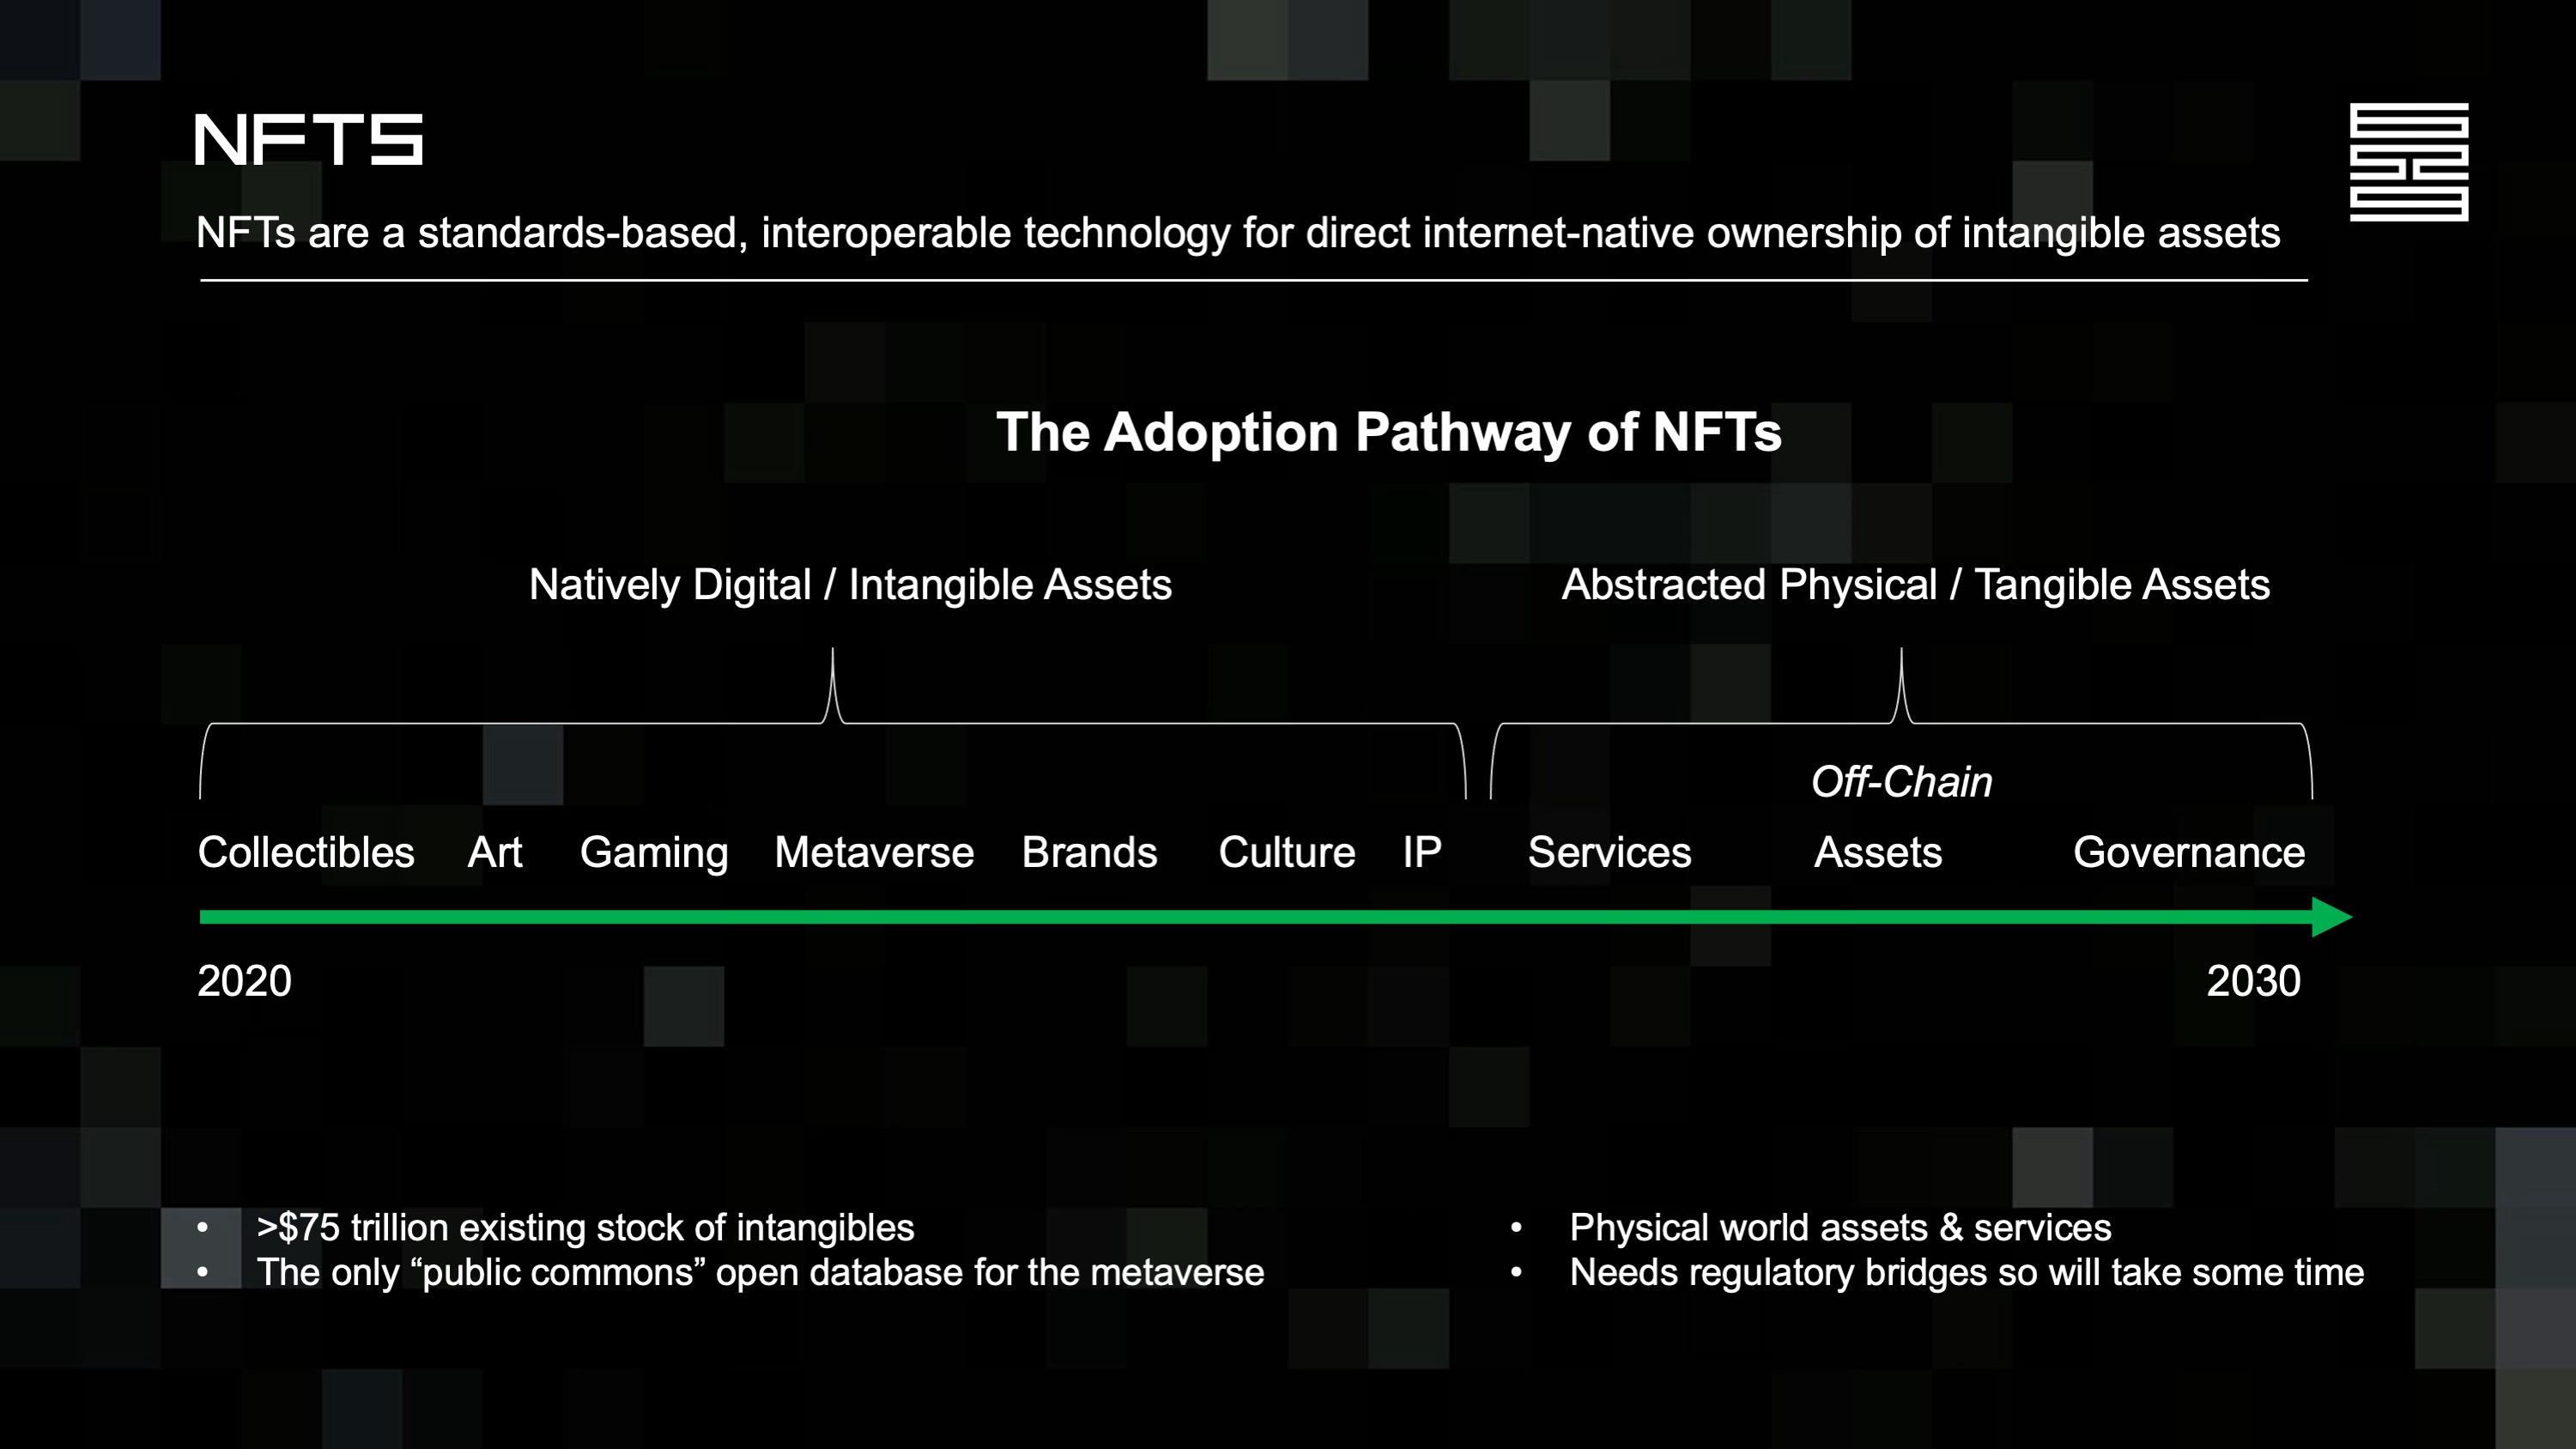 NFTS
NFTs are a standards-based, interoperable technology for direct internet-native ownership of intangible assets
The Adoption Pathway of NFTs
Natively Digital / Intangible Assets
Abstracted Physical / Tangible Assets
Off-Chain
Collectibles Art Gaming Metaverse Brands Culture IP Services Assets Governance
2020 2030
• >$75 trillion existing stock of intangibles
• The only “public commons” open database for the metaverse
• Physical world assets & services
• Needs regulatory bridges so will take some time